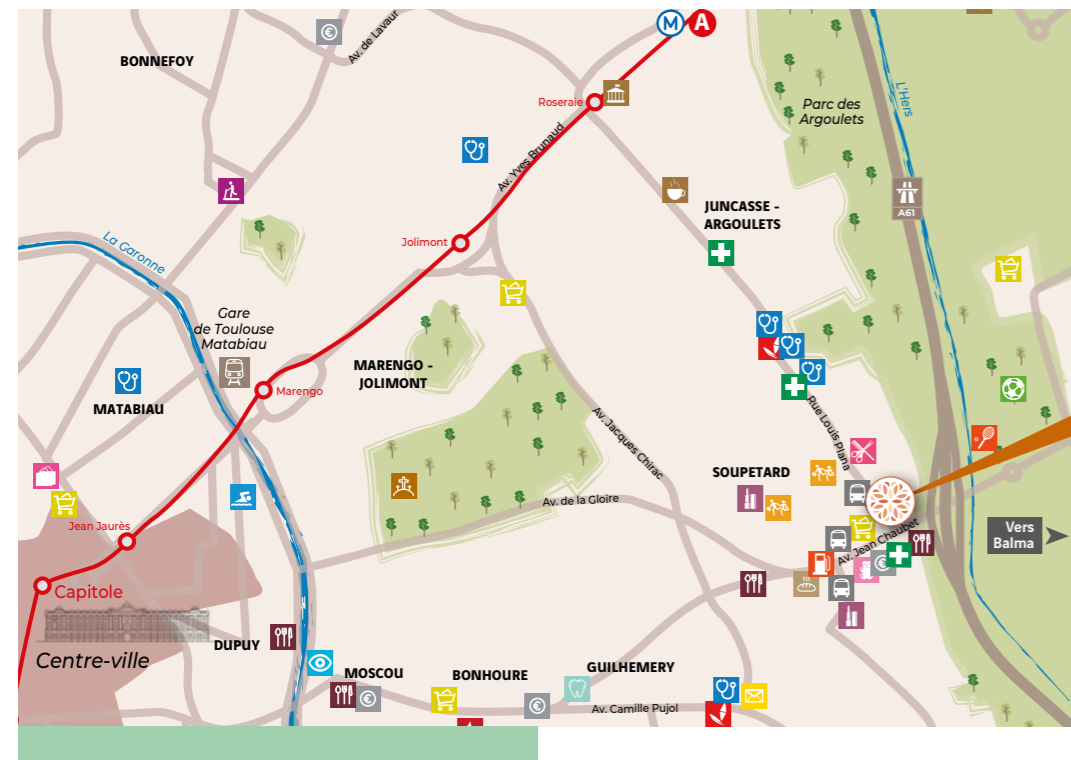 M A
BONNEFOY
Av. de Lavaur
L'Hers
Roseraie
Parc des
Argoulets
Av. Yves Brunaud
A61
JUNCASSE -
ARGOULETS
Jolimont
La Garonne
Gare
de Toulouse
Matabiau
MARENGO -
JOLIMONT
Marengo
MATABIAU
Rue Louis Plana
Av. Jacques Chirac
SOUPETARD
Av. de la Gloire
Jean Jaurès
Av. Jean Chaubet
Vers
Balma
Capitole
Centre-ville
DUPUY
MOSCOU
BONHOURE
GUILHEMERY
Av. Camille Pujol
€
€
€
€